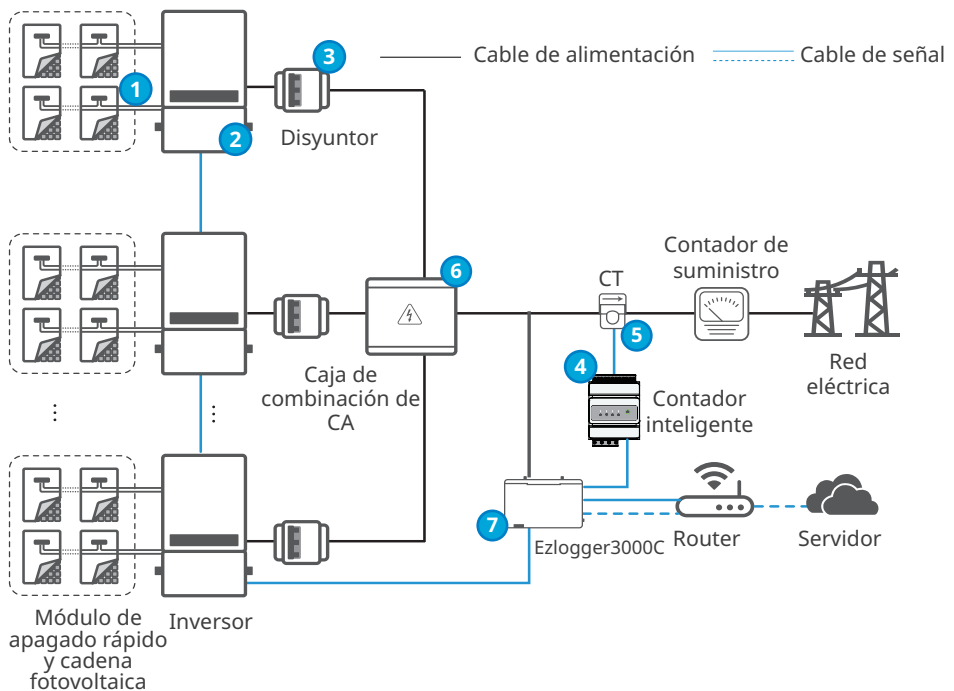 Cable de alimentación
Cable de señal
3
1
2
Disyuntor
6
Contador de
suministro
CT
5
4
Caja de
combinación de
CA
Contador
inteligente
Red
eléctrica
7
Ezlogger3000C
Router
Servidor
Módulo de
apagado rápido
y cadena
fotovoltaica
Inversor